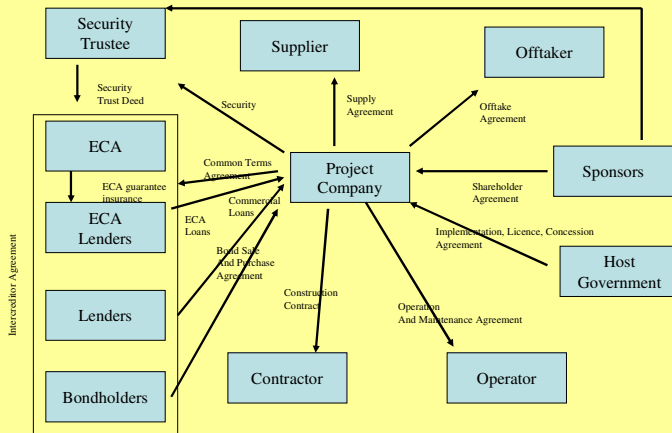 Security
Trustee
Supplier
Offtaker
Security
Trust Deed
Security
Supply
Agreement
Offtake
Agreement
ECA
Common Terms
Agreement
Project
Company
Sponsors
ECA guarantee
insurance
Commercial
Loans
Shareholder
Agreement
ECA
Lenders
ECA
Loans
Implementation, Licence, Concession
Agreement
Bond Sale
And Purchase
Agreement
Host
Government
Intercreditor Agreement
Lenders
Construction
Contract
Operation
And Maintenance Agreement
Bondholders
Contractor
Operator